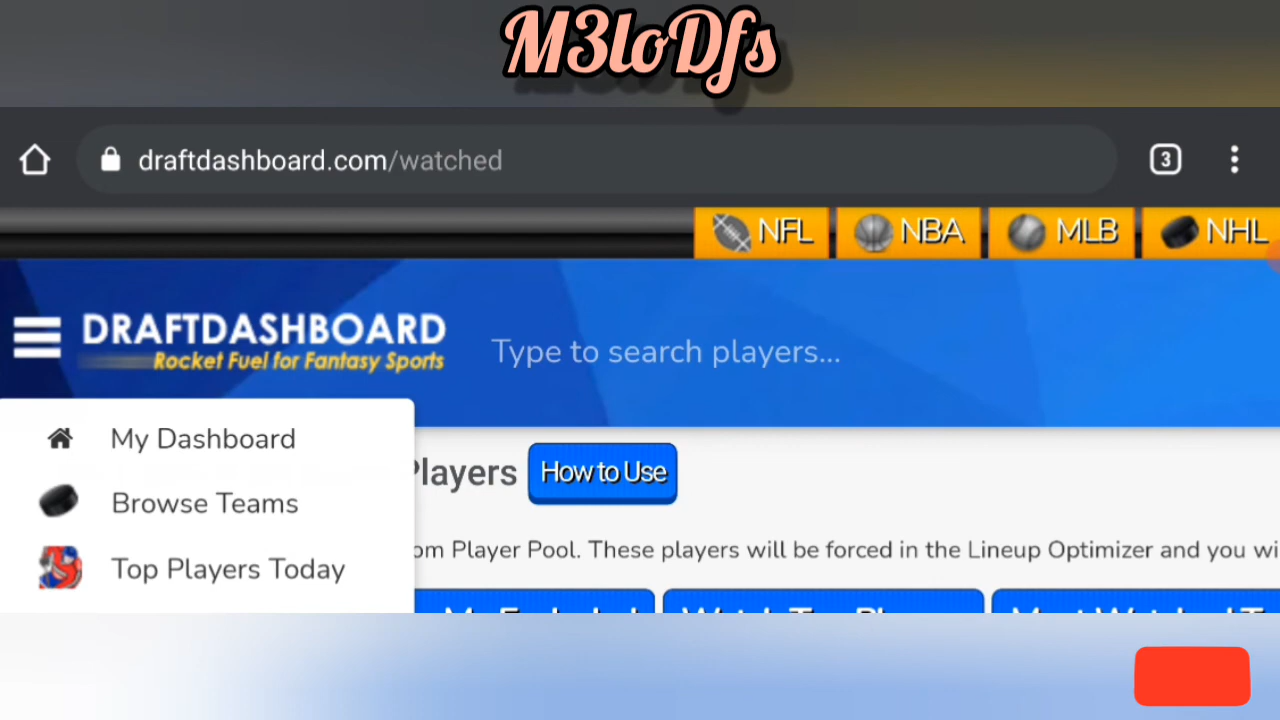 M3loDfs
draftdashboard.com/watched
3
NFL NBA MLB NHL
DRAFTDASHBOARD
Rocket Fuel for Fantasy Sports
Type to search players...
My Dashboard
Players How to Use
Browse Teams
om Player Pool. These players will be forced in the Lineup Optimizer and you wi
Top Players Today